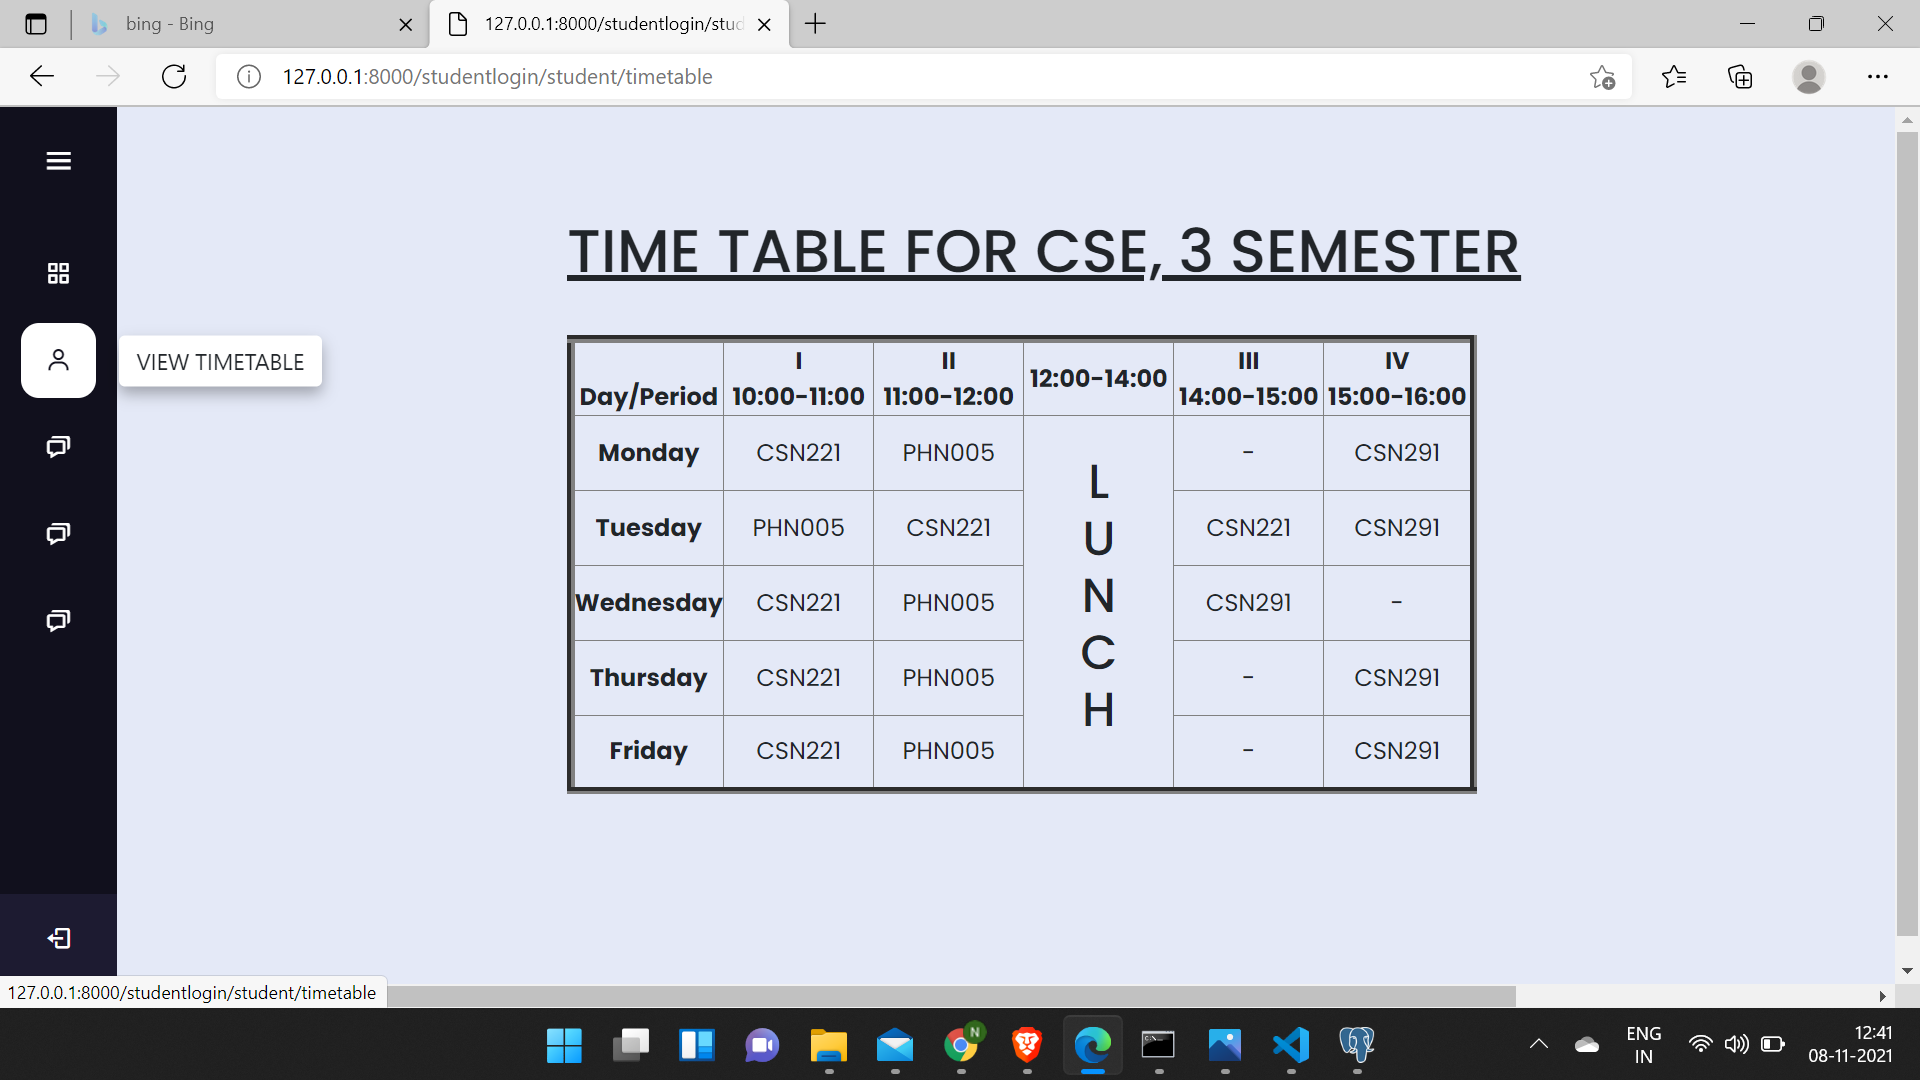 bing - Bing
127.0.0.1:8000/studentlogin/stud
127.0.0.1:8000/studentlogin/student/timetable
TIME TABLE FOR CSE, 3 SEMESTER
VIEW TIMETABLE
Day/Period I 10:00-11:00 II 11:00-12:00 12:00-14:00 III 14:00-15:00 IV 15:00-16:00
Monday CSN221 PHN005 - CSN291
Tuesday PHN005 CSN221 CSN221 CSN291
Wednesday CSN221 PHN005 CSN291 -
Thursday CSN221 PHN005 - CSN291
Friday CSN221 PHN005 - CSN291
L
U
N
C
H
127.0.0.1:8000/studentlogin/student/timetable
N
ENG
IN
12:41
08-11-2021